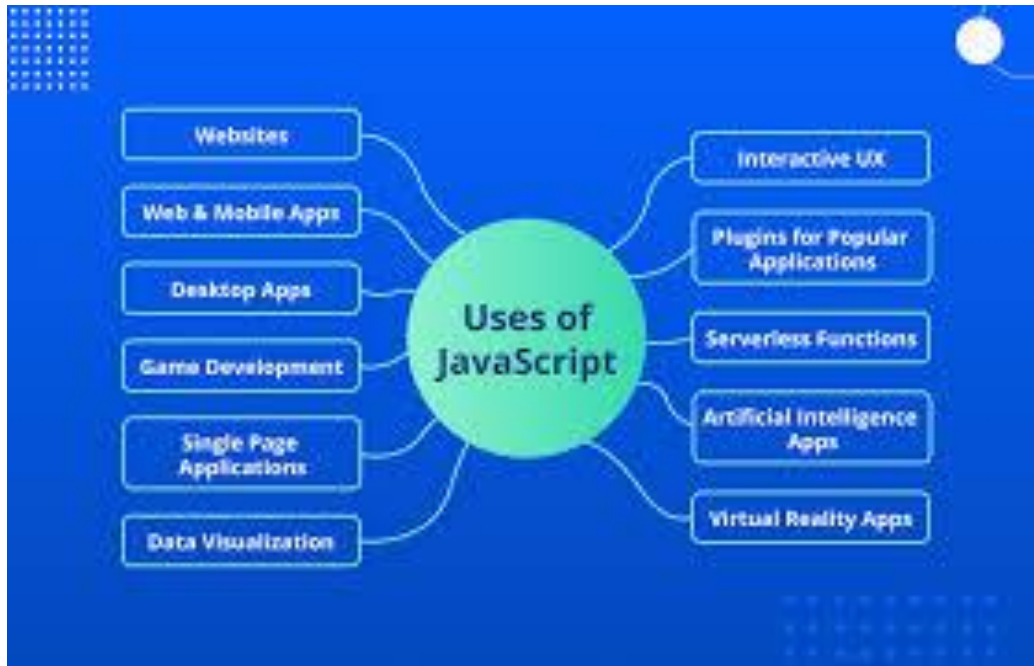 Websites
Web & Mobile Apps
Desktop Apps
Game Development
Single Page
Applications
Data Visualization
Uses of
JavaScript
Interactive UX
Plugins for Popular
Applications
Serverless Functions
Artificial Intelligence
Apps
Virtual Reality Apps